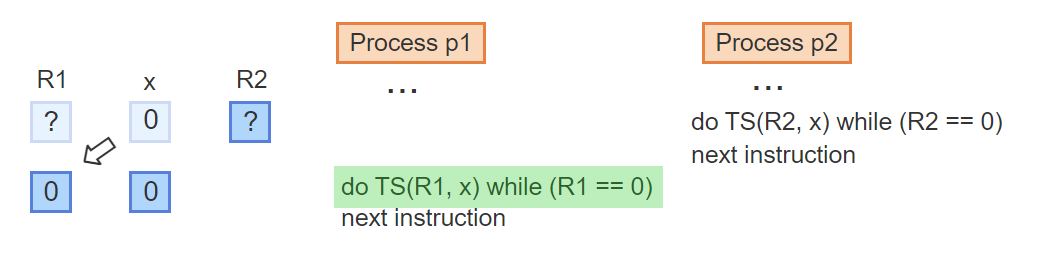 Process p1
Process p2
R1 x R2
...
...
? 0 ?
do TS(R2, x) while (R2 == 0)
next instruction
0 0
do TS(R1, x) while (R1 == 0)
next instruction